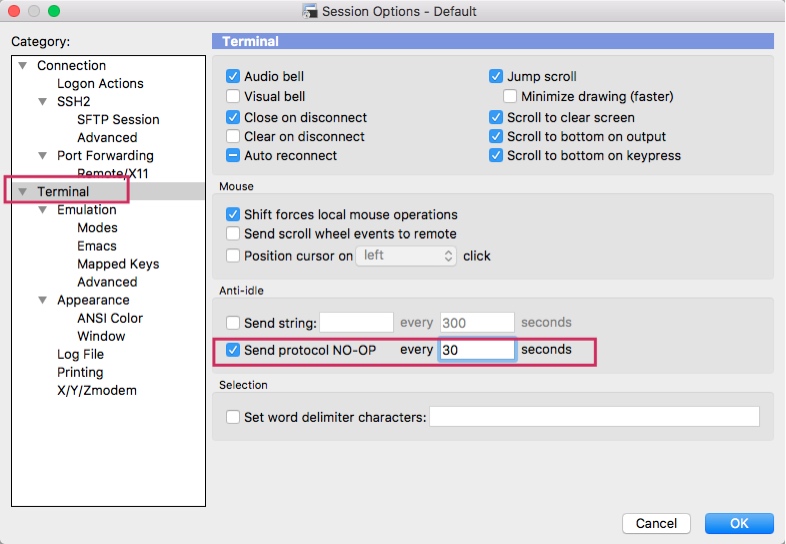 Session Options - Default
Category:
Connection
Logon Actions
SSH2
SFTP Session
Advanced
Port Forwarding
Remote/X11
Terminal
Emulation
Modes
Emacs
Mapped Keys
Advanced
Appearance
ANSI Color
Window
Log File
Printing
X/Y/Zmodem
Terminal
Audio bell
Visual bell
Close on disconnect
Clear on disconnect
Auto reconnect
Jump scroll
Minimize drawing (faster)
Scroll to clear screen
Scroll to bottom on output
Scroll to bottom on keypress
Mouse
Shift forces local mouse operations
Send scroll wheel events to remote
Position cursor on left click
Anti-idle
Send string: every 300 seconds
Send protocol NO-OP every 30 seconds
Selection
Set word delimiter characters:
Cancel OK